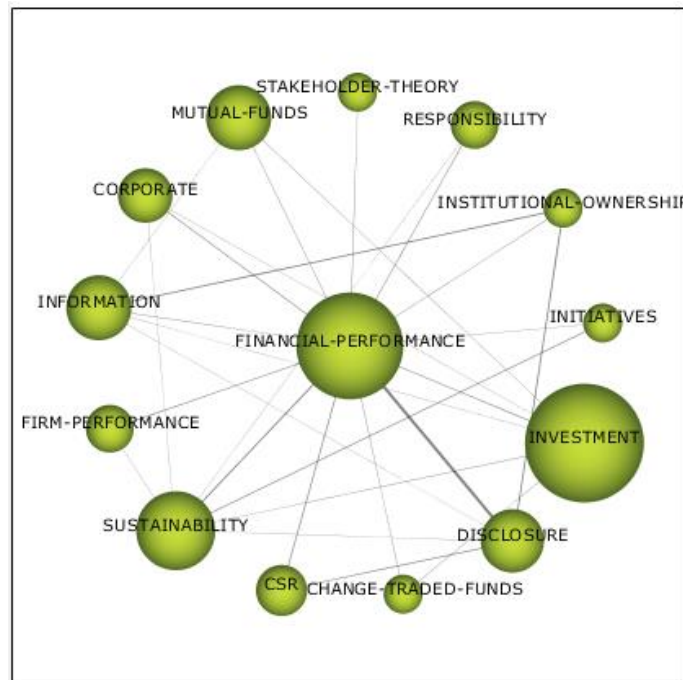 STAKEHOLDER-THEORY
MUTUAL-FUNDS
RESPONSIBILITY
CORPORATE
INSTITUTIONAL-OWNERSHIP
INFORMATION
INITIATIVES
FINANCIAL-PERFORMANCE
FIRM-PERFORMANCE
INVESTMENT
SUSTAINABILITY
DISCLOSURE
CSR
CHANGE-TRADED-FUNDS